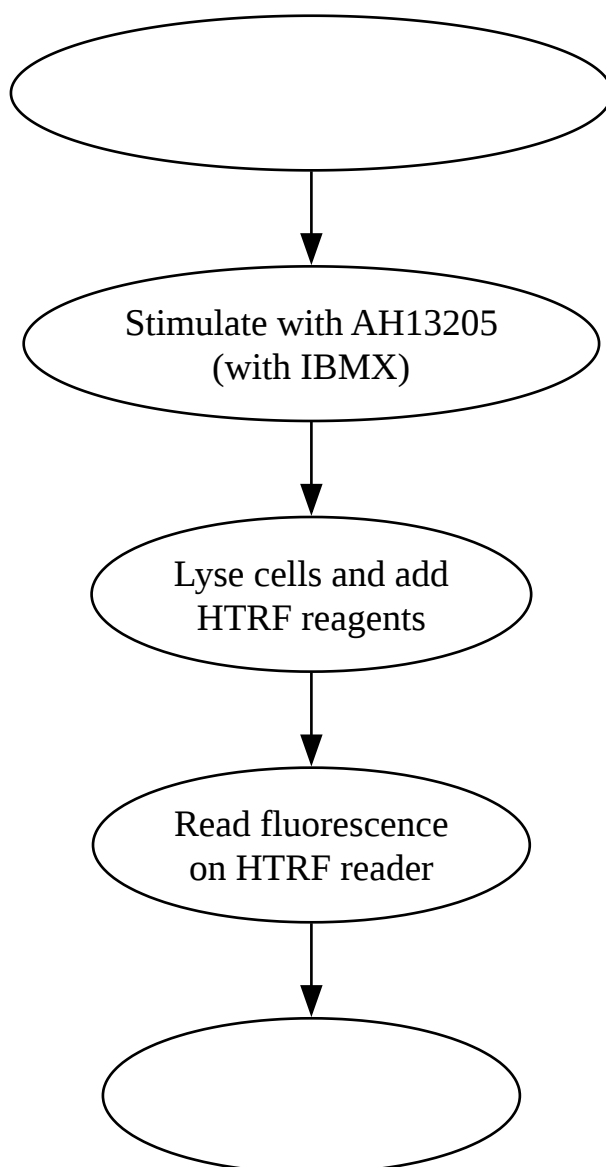 Stimulate with AH13205
(with IBMX)
Lyse cells and add
HTRF reagents
Read fluorescence
on HTRF reader